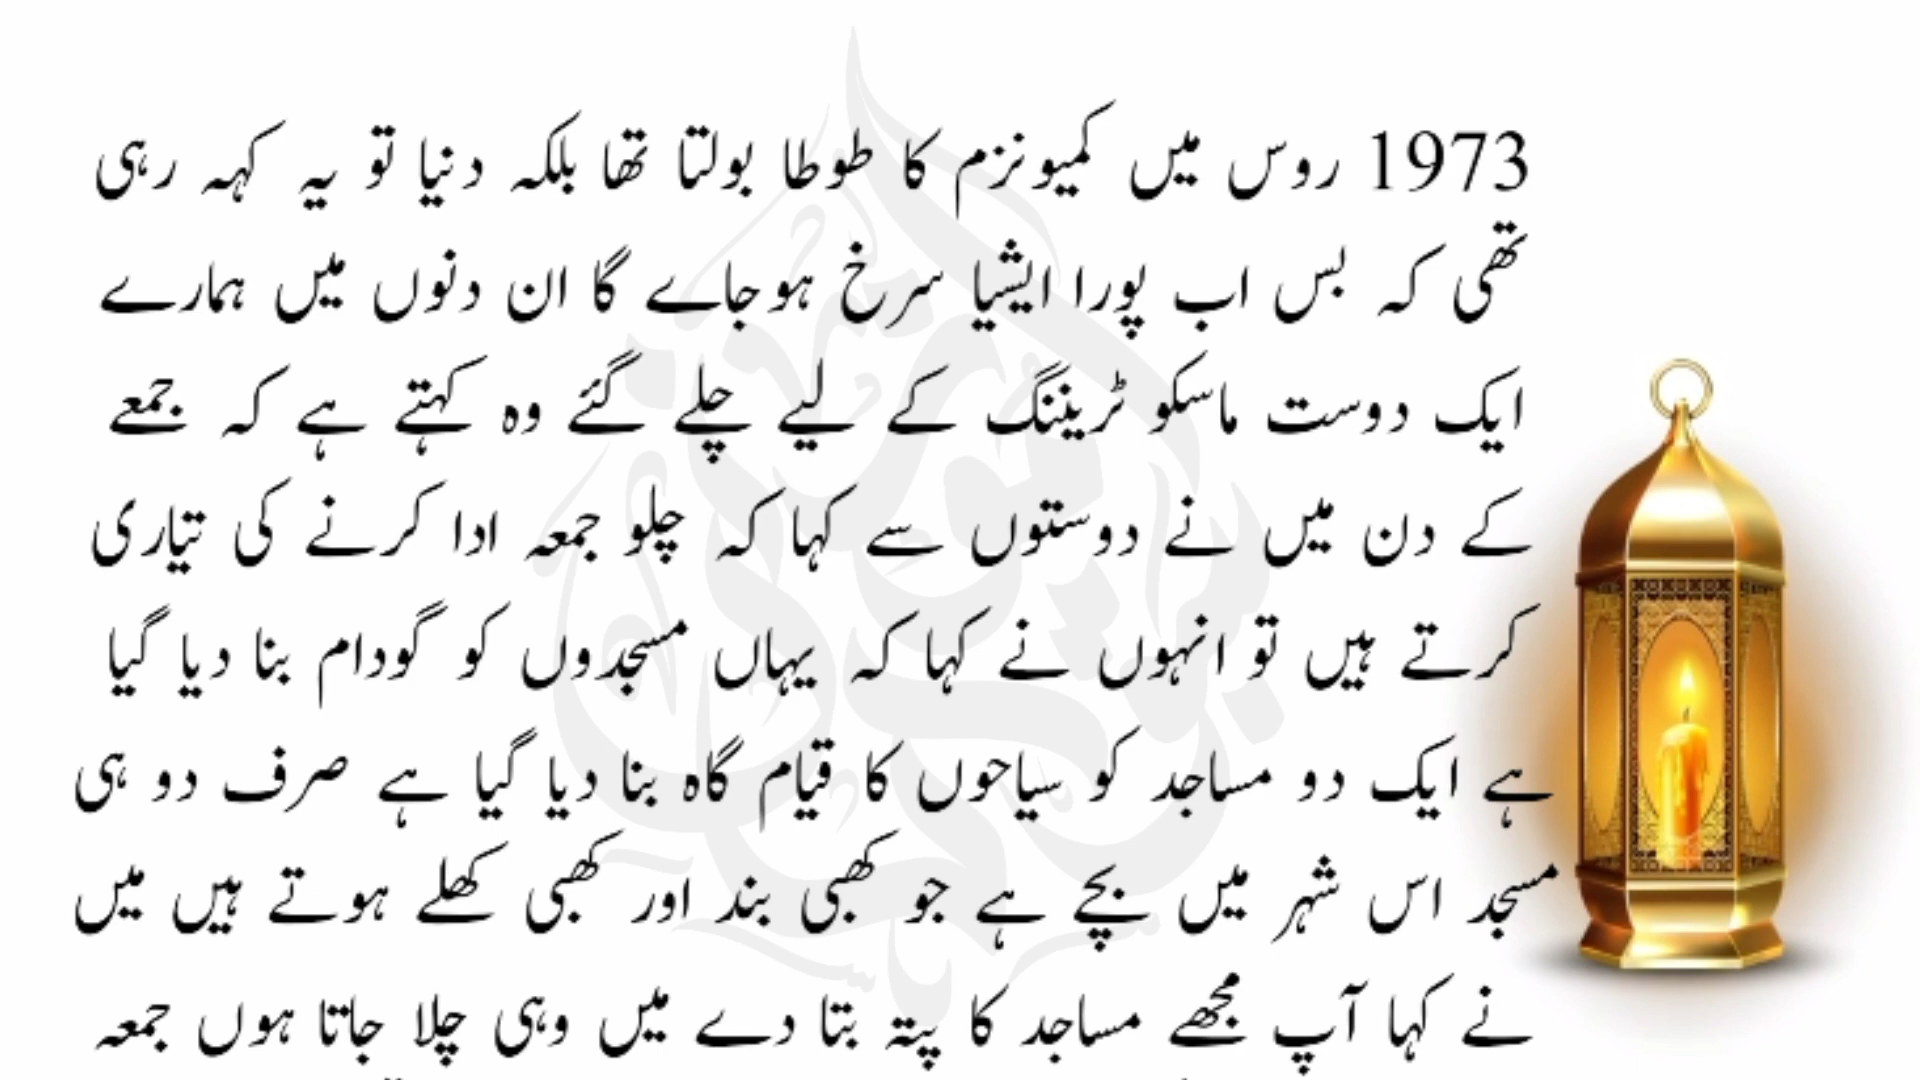 1973 روس میں کمیونزم کا طوطا بولتا تھا بلکہ دنیا تو یہ کہہ رہی
تھی کہ بس اب پورا ایشیا سرخ ہوجاے گا ان دنوں میں ہمارے
ایک دوست ماسکو ٹریننگ کے لیے چلے گئے وہ کہتے ہے کہ جمعے
کے دن میں نے دوستوں سے کہا کہ چلو جمعہ ادا کرنے کی تیاری
کرتے ہیں تو انہوں نے کہا کہ یہاں مسجدوں کو گودام بنا دیا گیا
ہے ایک دو مساجد کو سیاحوں کا قیام گاہ بنا دیا گیا ہے صرف دو ہی
مسجد اس شہر میں بچے ہے جو کھبی بند اور کھبی کھلے ہوتے ہیں میں
نے کہا آپ مجھے مساجد کا پتہ بتا دے میں وہی چلا جاتا ہوں جمعہ